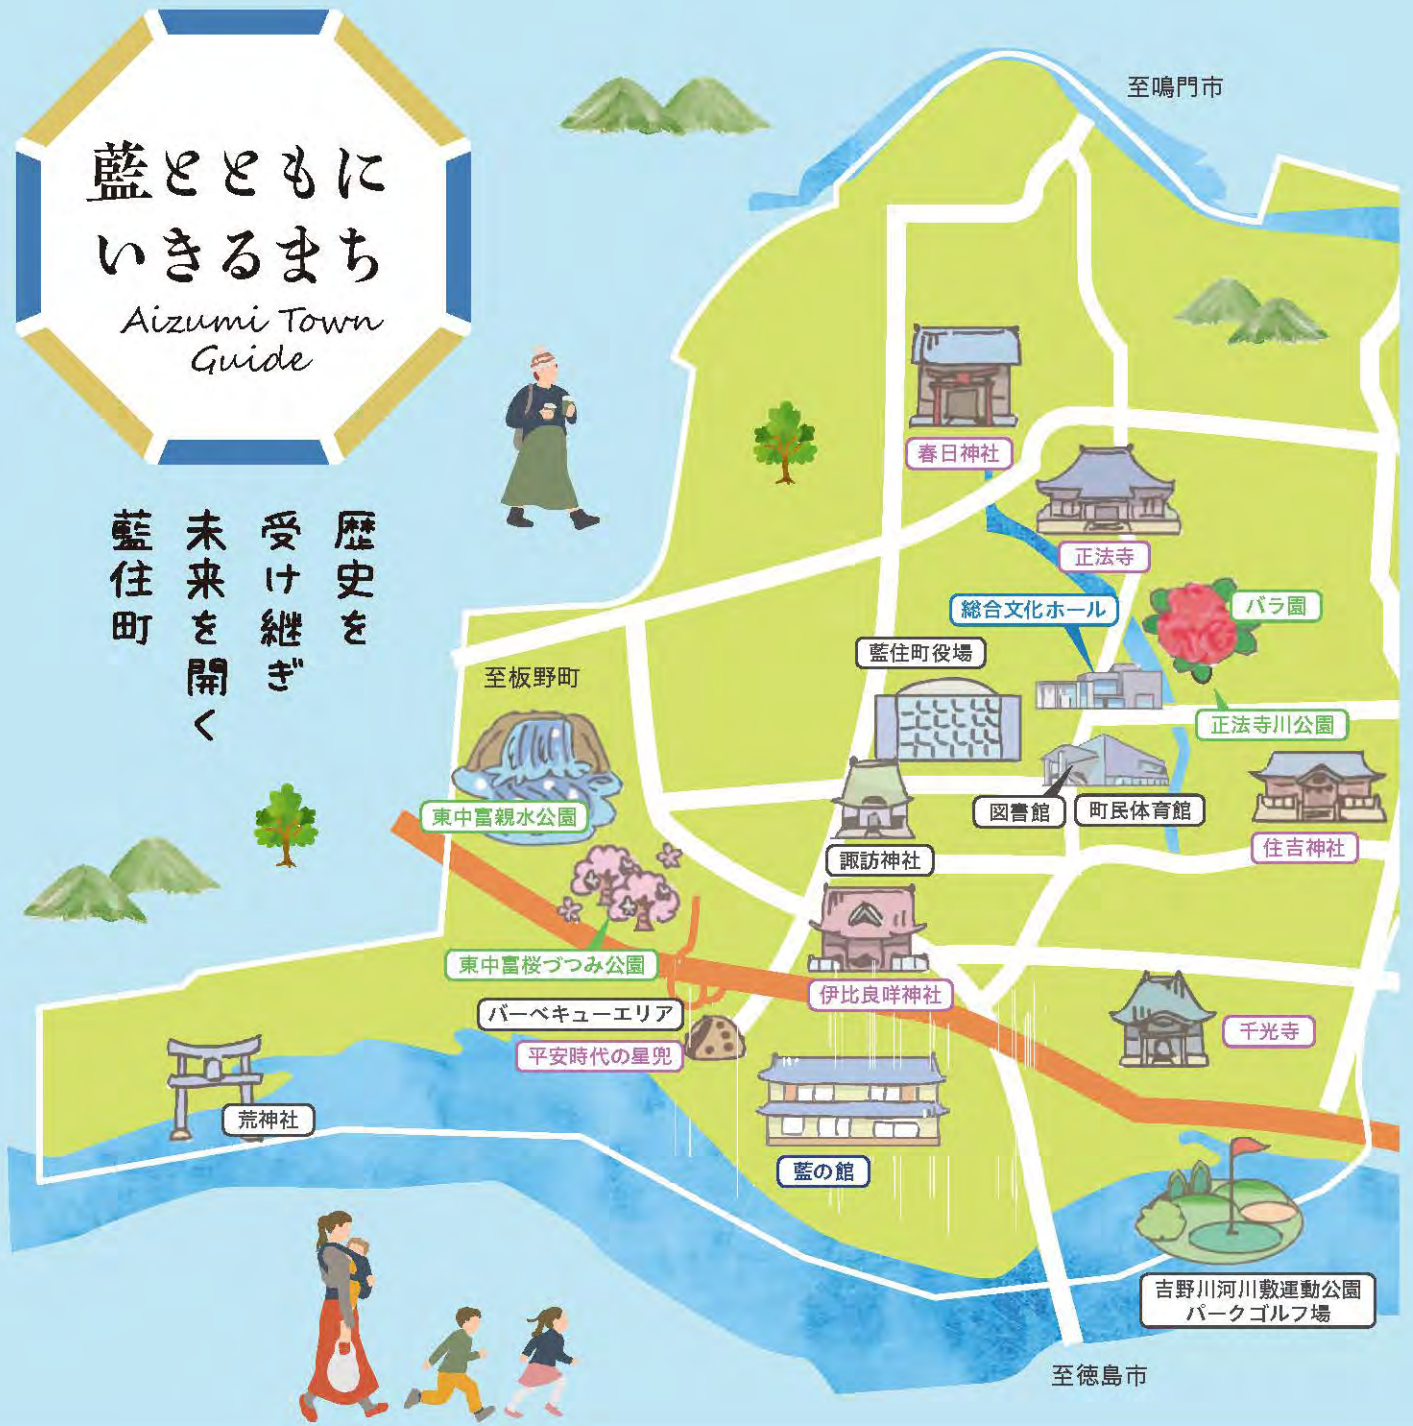 藍とともに
いきるまち
Aizumi Town
Guide
歴史を
受け継ぎ
未来を開く
藍住町
至鳴門市
春日神社
正法寺
総合文化ホール
バラ園
藍住町役場
至板野町
正法寺川公園
東中富親水公園
図書館
町民体育館
住吉神社
諏訪神社
東中富桜づつみ公園
伊比良咩神社
バーベキューエリア
平安時代の星兜
千光寺
荒神社
藍の館
吉野川河川敷運動公園
パークゴルフ場
至徳島市